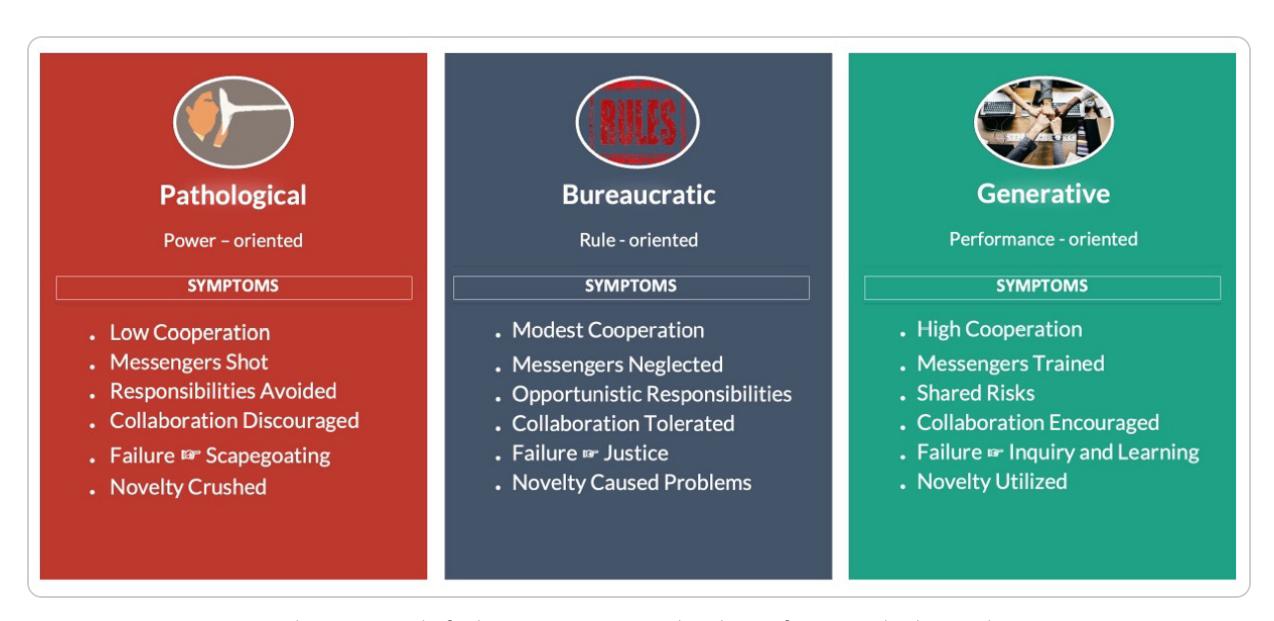 Pathological
Power – oriented
SYMPTOMS
• Low Cooperation
• Messengers Shot
• Responsibilities Avoided
• Collaboration Discouraged
• Failure ☞ Scapegoating
• Novelty Crushed
RULES
Bureaucratic
Rule - oriented
SYMPTOMS
• Modest Cooperation
• Messengers Neglected
• Opportunistic Responsibilities
• Collaboration Tolerated
• Failure ☞ Justice
• Novelty Caused Problems
Generative
Performance - oriented
SYMPTOMS
• High Cooperation
• Messengers Trained
• Shared Risks
• Collaboration Encouraged
• Failure ☞ Inquiry and Learning
• Novelty Utilized